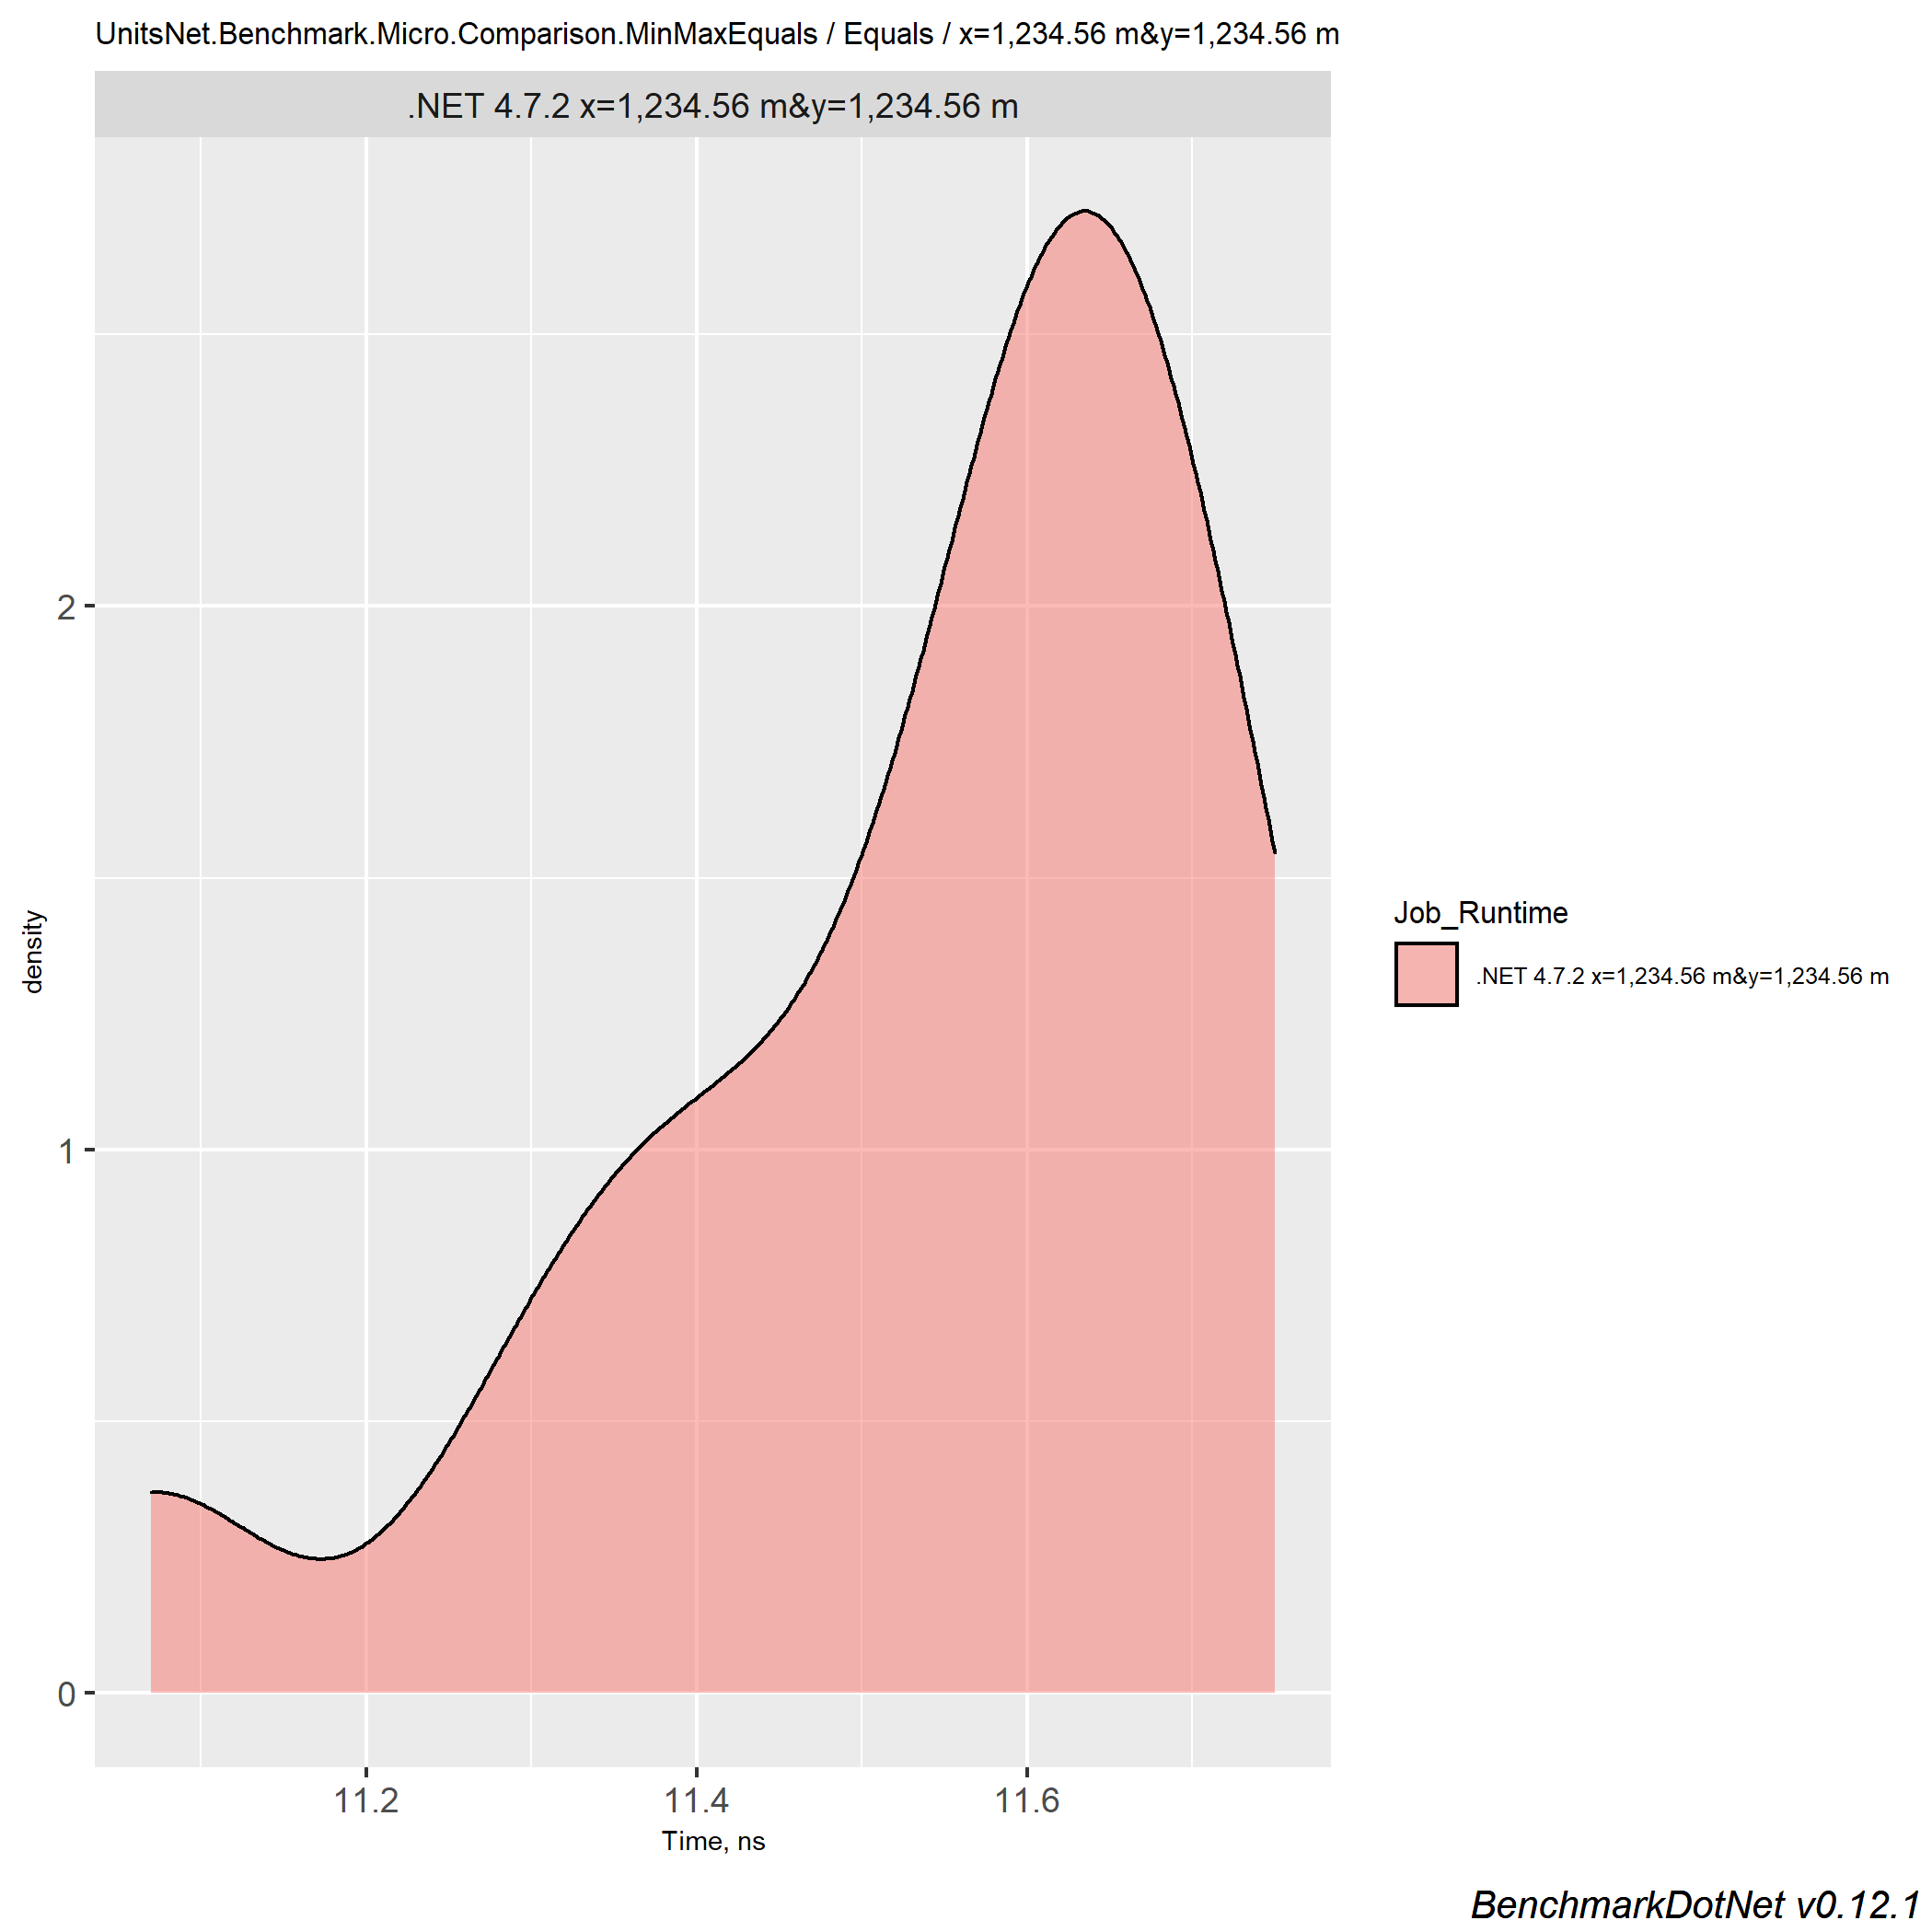 UnitsNet.Benchmark.Micro.Comparison.MinMaxEquals / Equals / x=1,234.56 m&y=1,234.56 m
.NET 4.7.2 x=1,234.56 m&y=1,234.56 m
2
1
0
density
11.2 11.4 11.6
Time, ns
Job_Runtime
.NET 4.7.2 x=1,234.56 m&y=1,234.56 m
BenchmarkDotNet v0.12.1